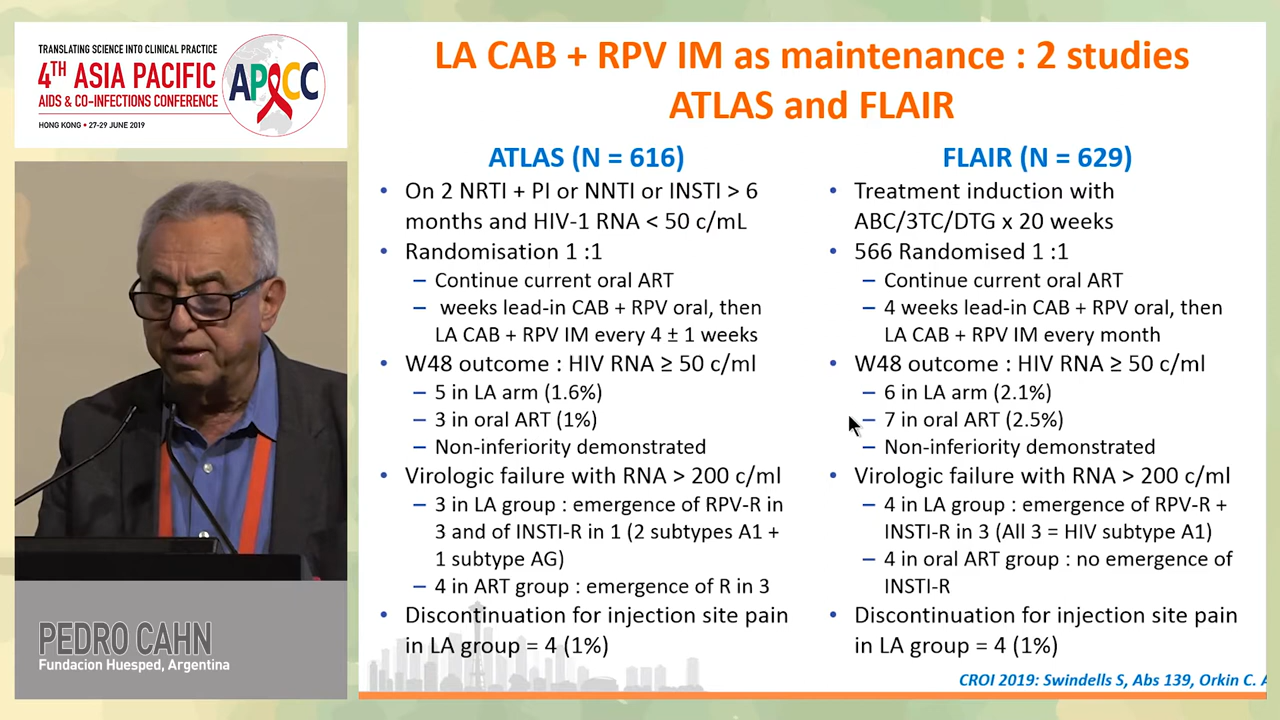 TRANSLATING SCIENCE INTO CLINICAL PRACTICE
4TH ASIA PACIFIC
AIDS & CO-INFECTIONS CONFERENCE
HONG KONG • 27-29 JUNE 2019
APACC
PEDRO CAHN
Fundacion Huesped, Argentina
LA CAB + RPV IM as maintenance : 2 studies
ATLAS and FLAIR
ATLAS (N = 616)
• On 2 NRTI + PI or NNTI or INSTI > 6
months and HIV-1 RNA < 50 c/mL
• Randomisation 1 :1
– Continue current oral ART
– weeks lead-in CAB + RPV oral, then
LA CAB + RPV IM every 4 ± 1 weeks
• W48 outcome : HIV RNA ≥ 50 c/ml
– 5 in LA arm (1.6%)
– 3 in oral ART (1%)
– Non-inferiority demonstrated
• Virologic failure with RNA > 200 c/ml
– 3 in LA group : emergence of RPV-R in
3 and of INSTI-R in 1 (2 subtypes A1 +
1 subtype AG)
– 4 in ART group : emergence of R in 3
• Discontinuation for injection site pain
in LA group = 4 (1%)
FLAIR (N = 629)
• Treatment induction with
ABC/3TC/DTG x 20 weeks
• 566 Randomised 1 :1
– Continue current oral ART
– 4 weeks lead-in CAB + RPV oral, then
LA CAB + RPV IM every month
• W48 outcome : HIV RNA ≥ 50 c/ml
– 6 in LA arm (2.1%)
– 7 in oral ART (2.5%)
– Non-inferiority demonstrated
• Virologic failure with RNA > 200 c/ml
– 4 in LA group : emergence of RPV-R +
INSTI-R in 3 (All 3 = HIV subtype A1)
– 4 in oral ART group : no emergence of
INSTI-R
• Discontinuation for injection site pain
in LA group = 4 (1%)
CROI 2019: Swindells S, Abs 139, Orkin C.